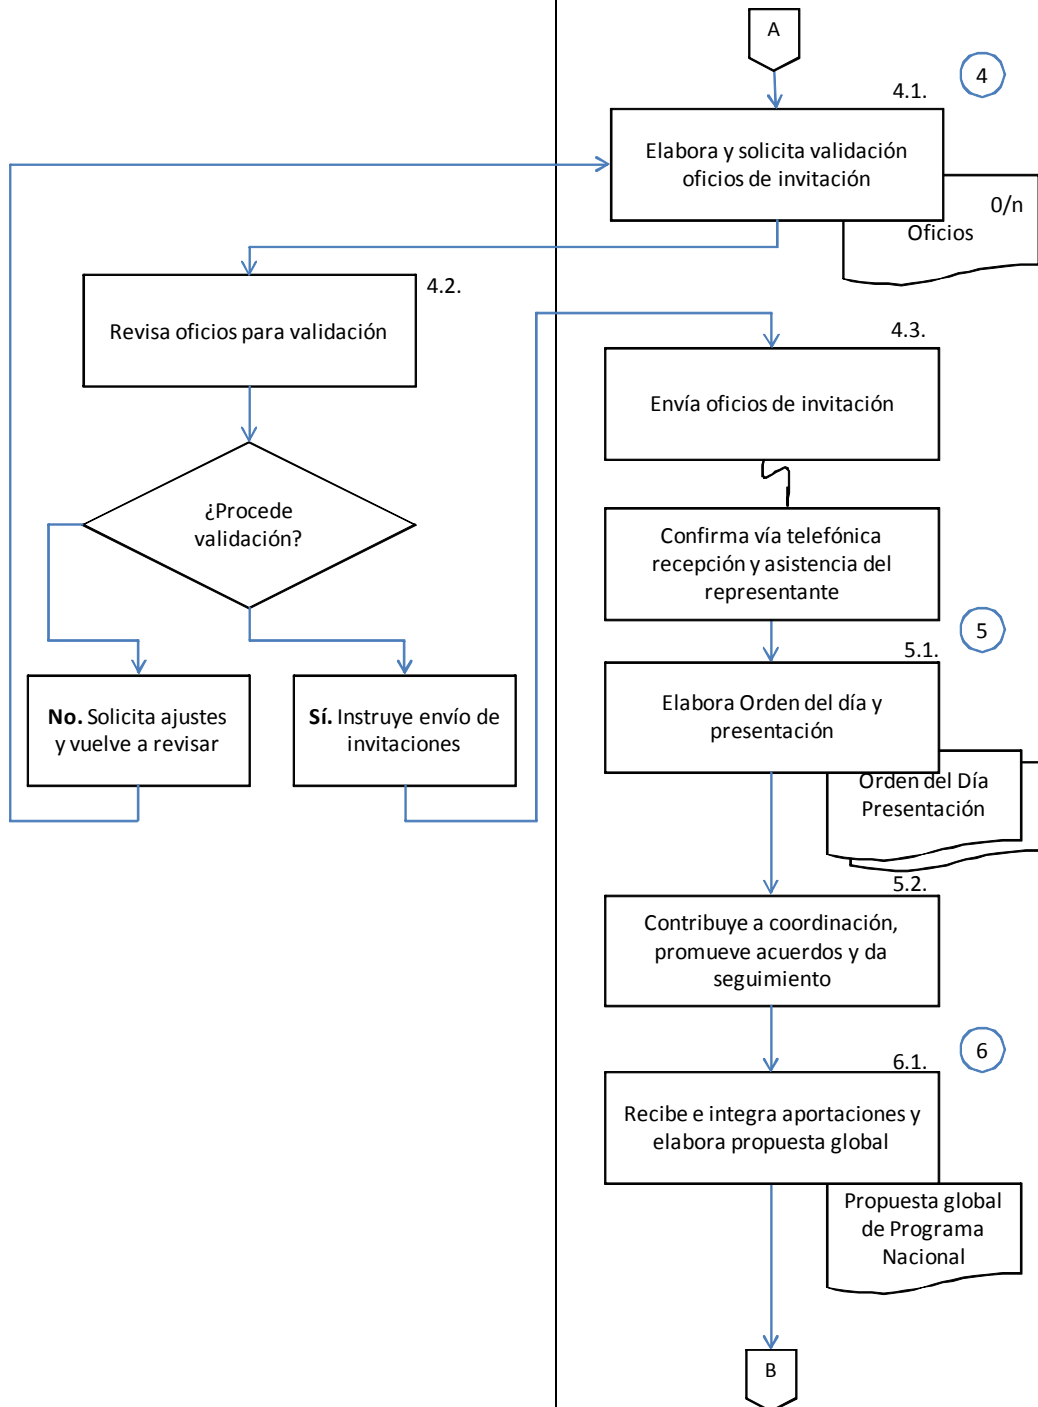 A
4
4.1.
Elabora y solicita validación
oficios de invitación
0/n
Oficios
4.2.
Revisa oficios para validación
4.3.
Envía oficios de invitación
¿Procede
validación?
Confirma vía telefónica
recepción y asistencia del
representante
5
5.1.
No. Solicita ajustes
y vuelve a revisar
Sí. Instruye envío de
invitaciones
Elabora Orden del día y
presentación
Orden del Día
Presentación
5.2.
Contribuye a coordinación,
promueve acuerdos y da
seguimiento
6
6.1.
Recibe e integra aportaciones y
elabora propuesta global
Propuesta global
de Programa
Nacional
B